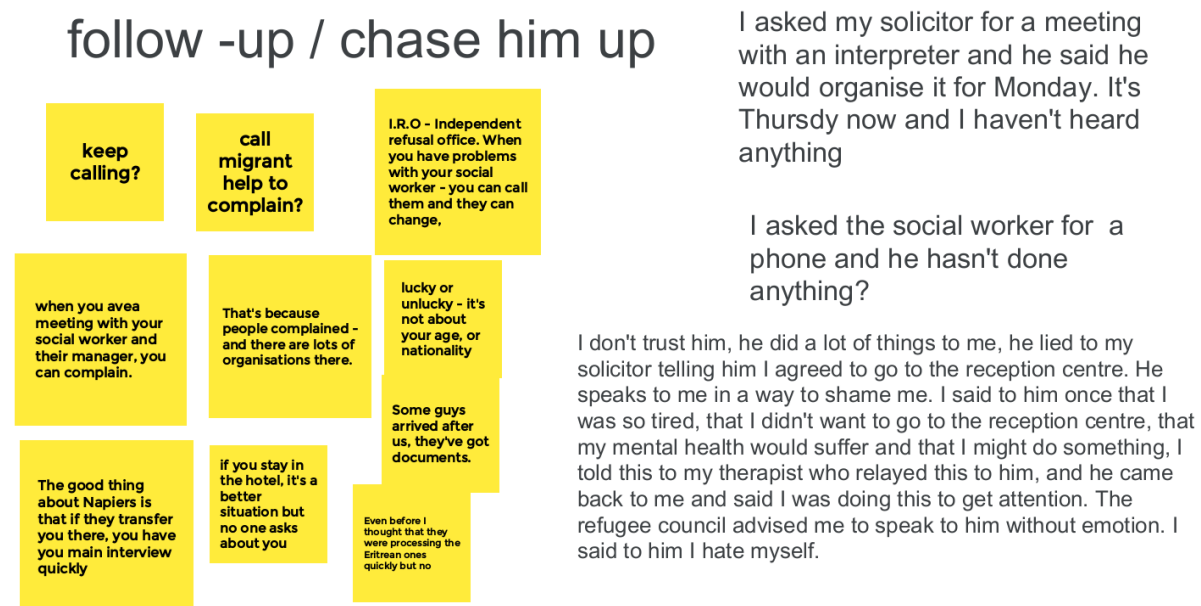 follow -up / chase him up
keep
calling?
call
migrant
help to
complain?
I.R.O - Independent
refusal office. When
you have problems
with your social
worker - you can call
them and they can
change,
when you avea
meeting with your
social worker and
their manager, you
can complain.
That's because
people complained -
and there are lots of
organisations there.
lucky or
unlucky - it's
not about
your age, or
nationality
Some guys
arrived after
us, they've got
documents.
The good thing
about Napiers is
that if they transfer
you there, you have
you main interview
quickly
if you stay in
the hotel, it's a
better
situation but
no one asks
about you
Even before I
thought that they
were processing the
Eritrean ones
quickly but no
I asked my solicitor for a meeting
with an interpreter and he said he
would organise it for Monday. It's
Thursdy now and I haven't heard
anything
I asked the social worker for  a
phone and he hasn't done
anything?
I don't trust him, he did a lot of things to me, he lied to my
solicitor telling him I agreed to go to the reception centre. He
speaks to me in a way to shame me. I said to him once that I
was so tired, that I didn't want to go to the reception centre, that
my mental health would suffer and that I might do something, I
told this to my therapist who relayed this to him, and he came
back to me and said I was doing this to get attention. The
refugee council advised me to speak to him without emotion. I
said to him I hate myself.